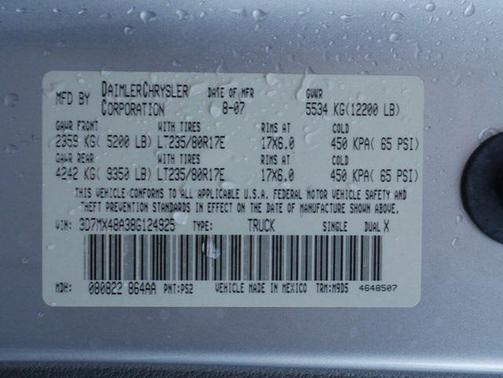 MFD BY DAIMLERCHRYSLER CORPORATION DATE OF MFR 8-07 GVWR 5534 KG(12200 LB)
GAWR FRONT WITH TIRES RIMS AT COLD
2359 KG( 5200 LB) LT235/80R17E 17X6.0 450 KPA( 65 PSI)
GAWR REAR WITH TIRES RIMS AT COLD
4242 KG( 9350 LB) LT235/80R17E 17X6.0 450 KPA( 65 PSI)
THIS VEHICLE CONFORMS TO ALL APPLICABLE U.S.A. FEDERAL MOTOR VEHICLE SAFETY AND
THEFT PREVENTION STANDARDS IN EFFECT ON THE DATE OF MANUFACTURE SHOWN ABOVE.
VIN: 3D7MX48A38G124925 TYPE: TRUCK SINGLE DUAL X
MDH: 080822 864AA PNT:PS2 VEHICLE MADE IN MEXICO TRM:M9D5 4648507